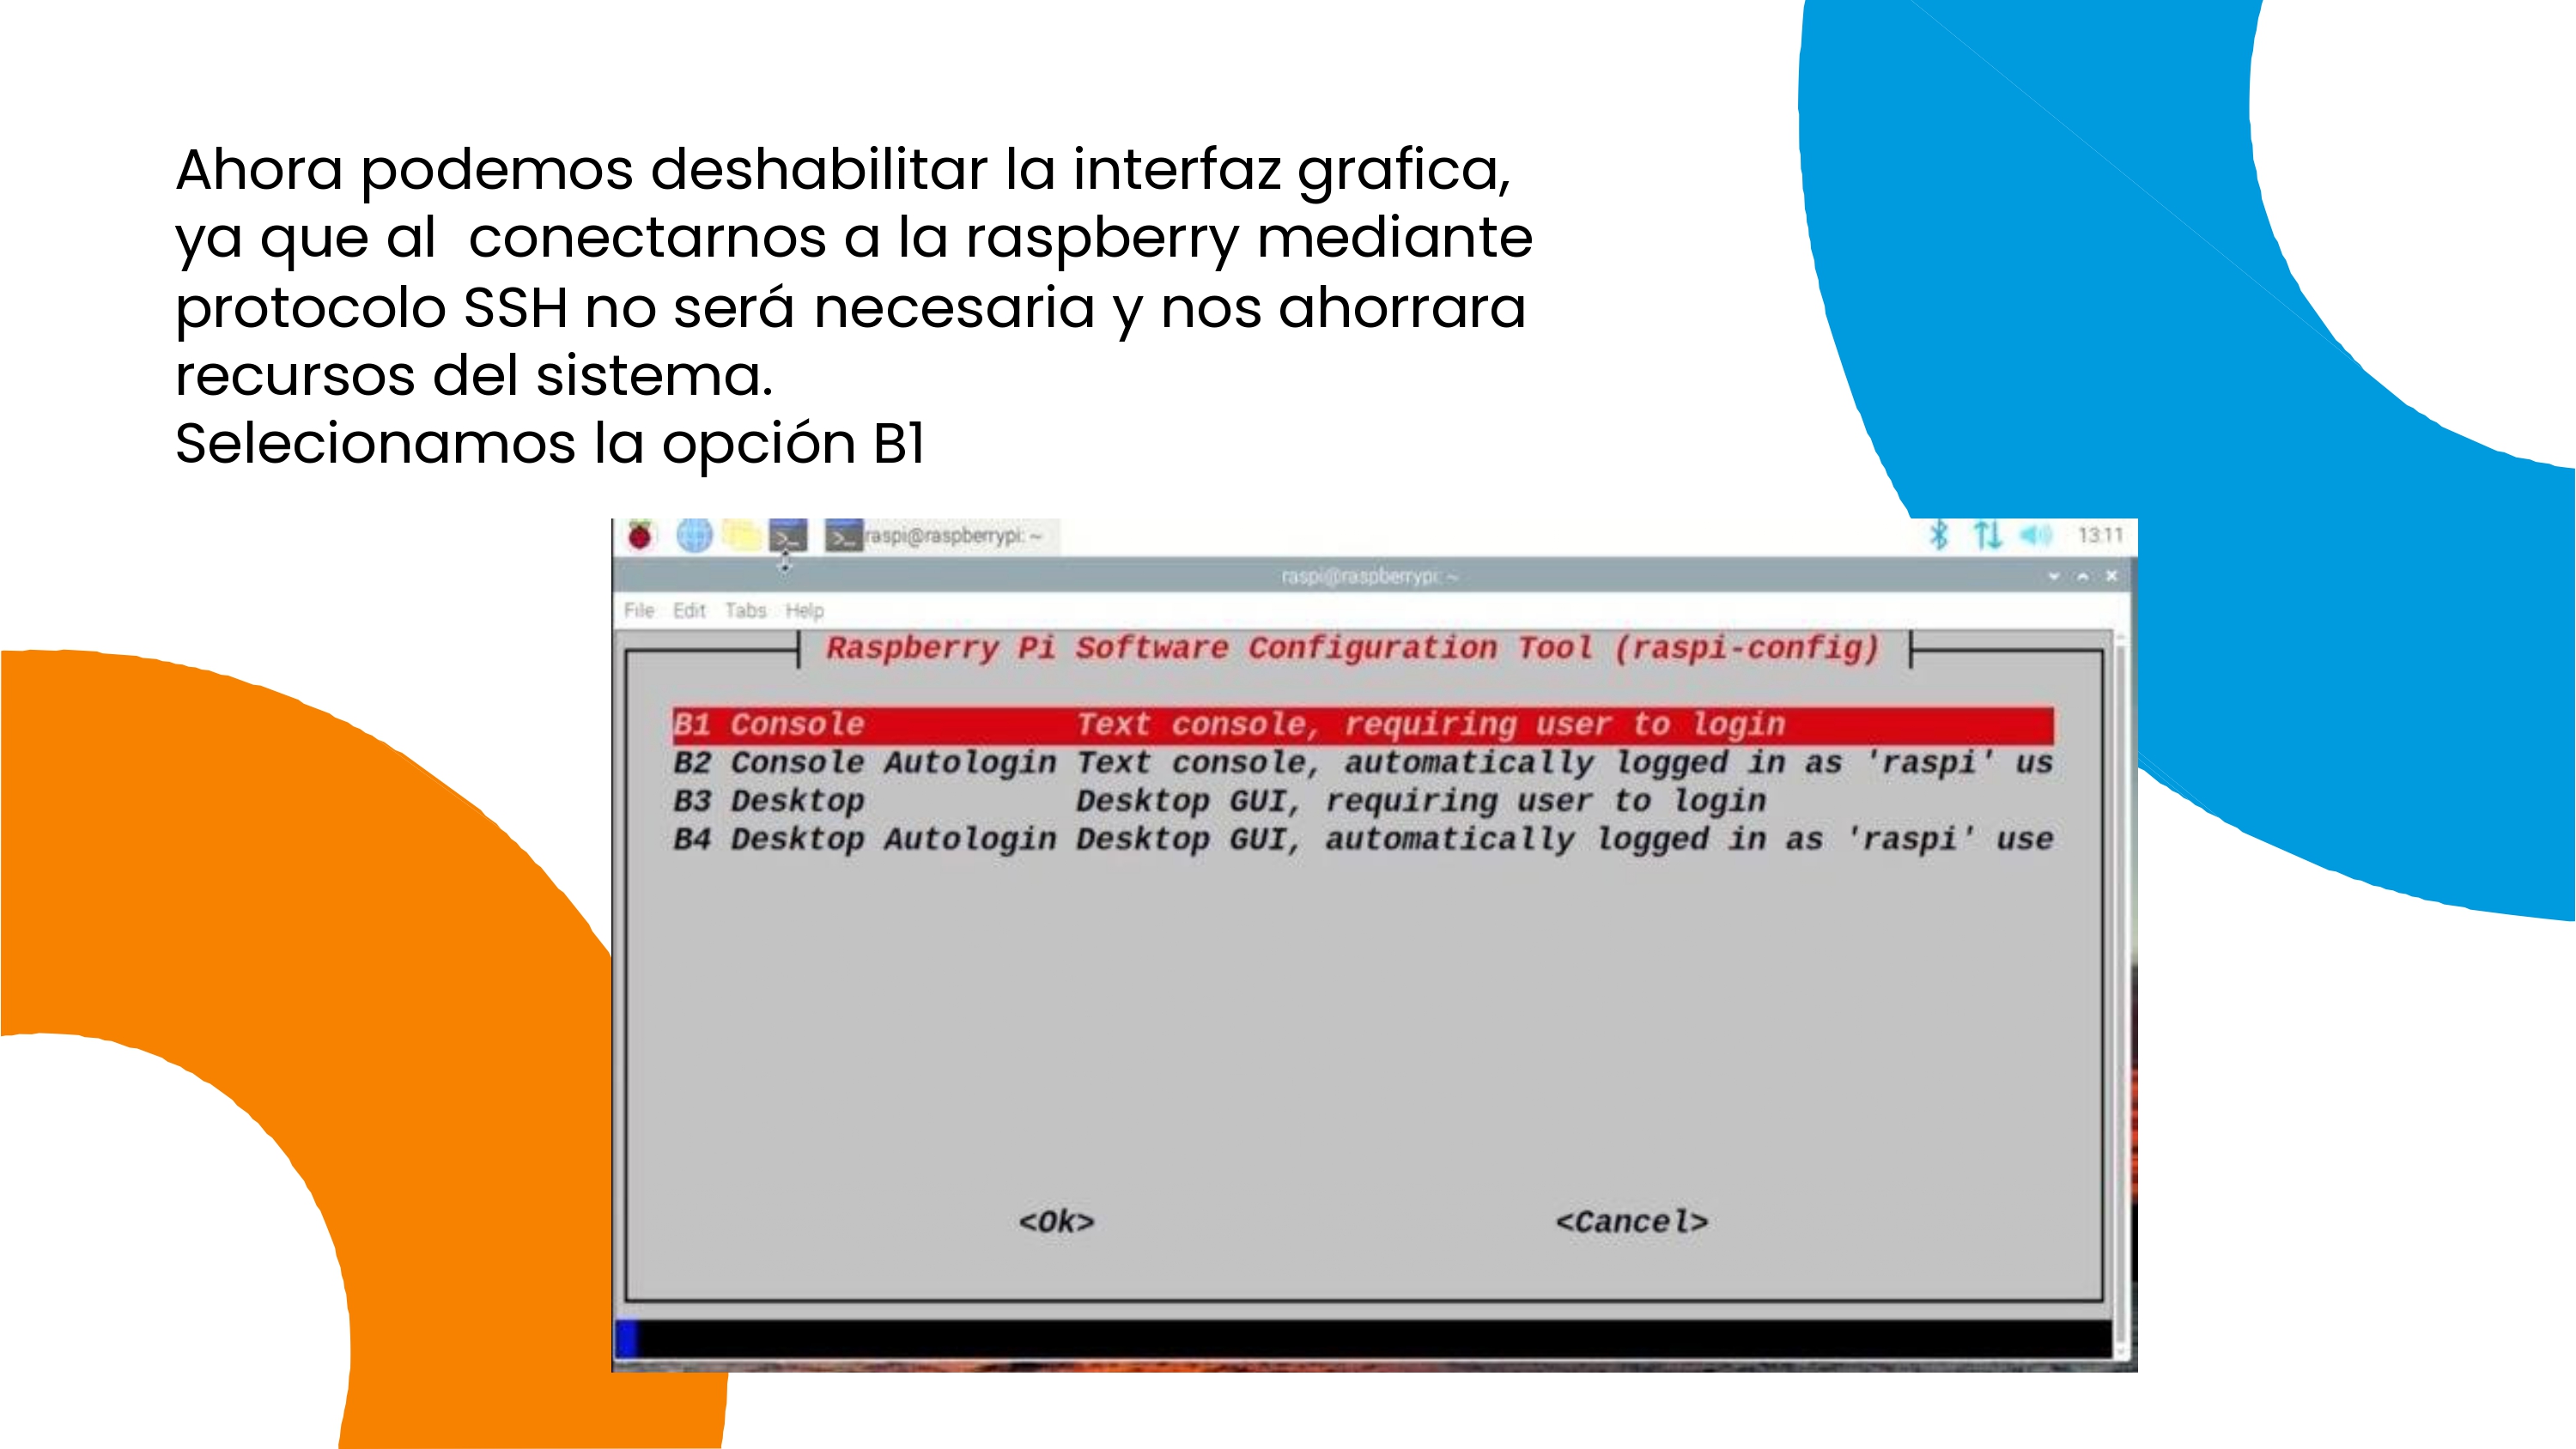 Ahora podemos deshabilitar la interfaz grafica,
ya que al  conectarnos a la raspberry mediante
protocolo SSH no será necesaria y nos ahorrara
recursos del sistema.
Selecionamos la opción B1
raspi@raspberrypi: ~
13:11
raspi@raspberrypi: ~
File Edit Tabs Help
Raspberry Pi Software Configuration Tool (raspi-config)
B1 Console Text console, requiring user to login
B2 Console Autologin Text console, automatically logged in as 'raspi' us
B3 Desktop Desktop GUI, requiring user to login
B4 Desktop Autologin Desktop GUI, automatically logged in as 'raspi' use
<Ok> <Cancel>